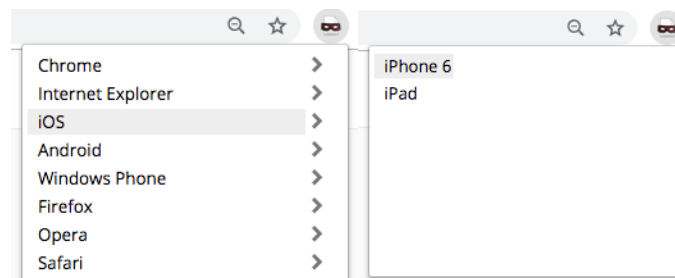 Chrome
Internet Explorer
iOS
Android
Windows Phone
Firefox
Opera
Safari
iPhone 6
iPad